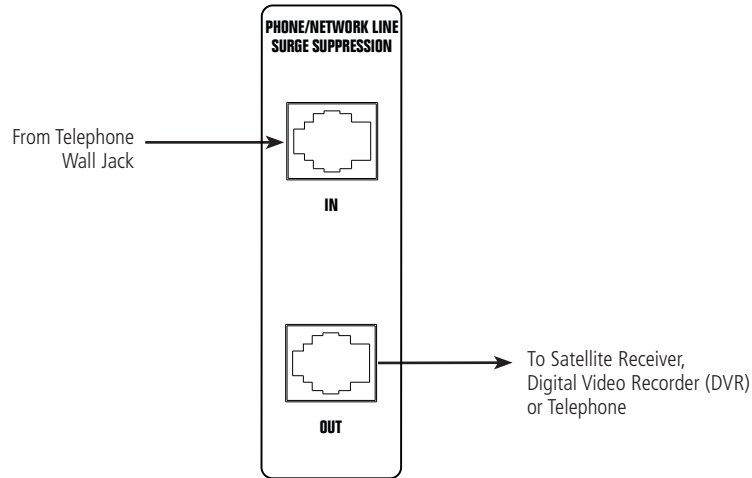 PHONE/NETWORK LINE
SURGE SUPPRESSION
From Telephone
Wall Jack
IN
To Satellite Receiver,
Digital Video Recorder (DVR)
or Telephone
OUT